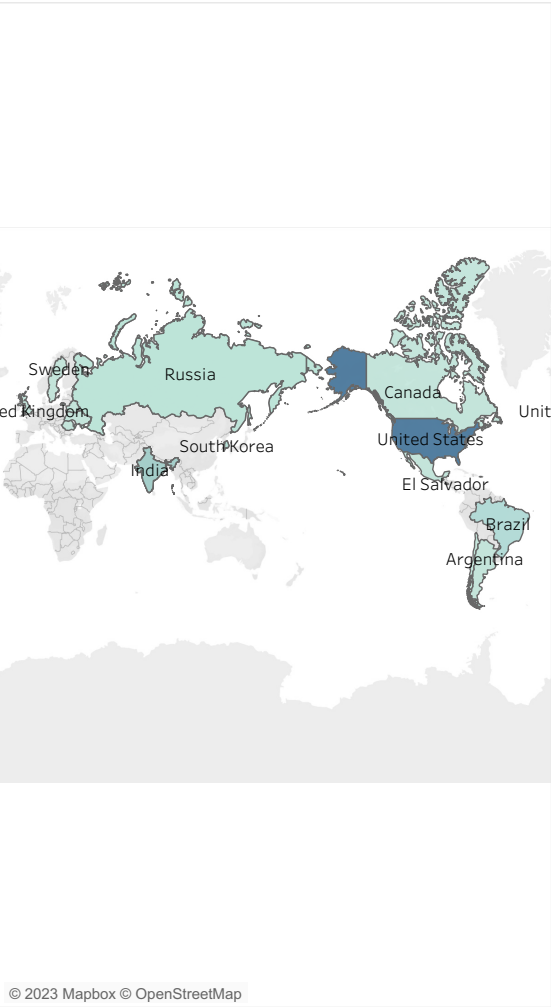 Sweden
Russia
ed Kingdom
Canada
Unit
United States
South Korea
India
El Salvador
Brazil
Argentina
© 2023 Mapbox © OpenStreetMap